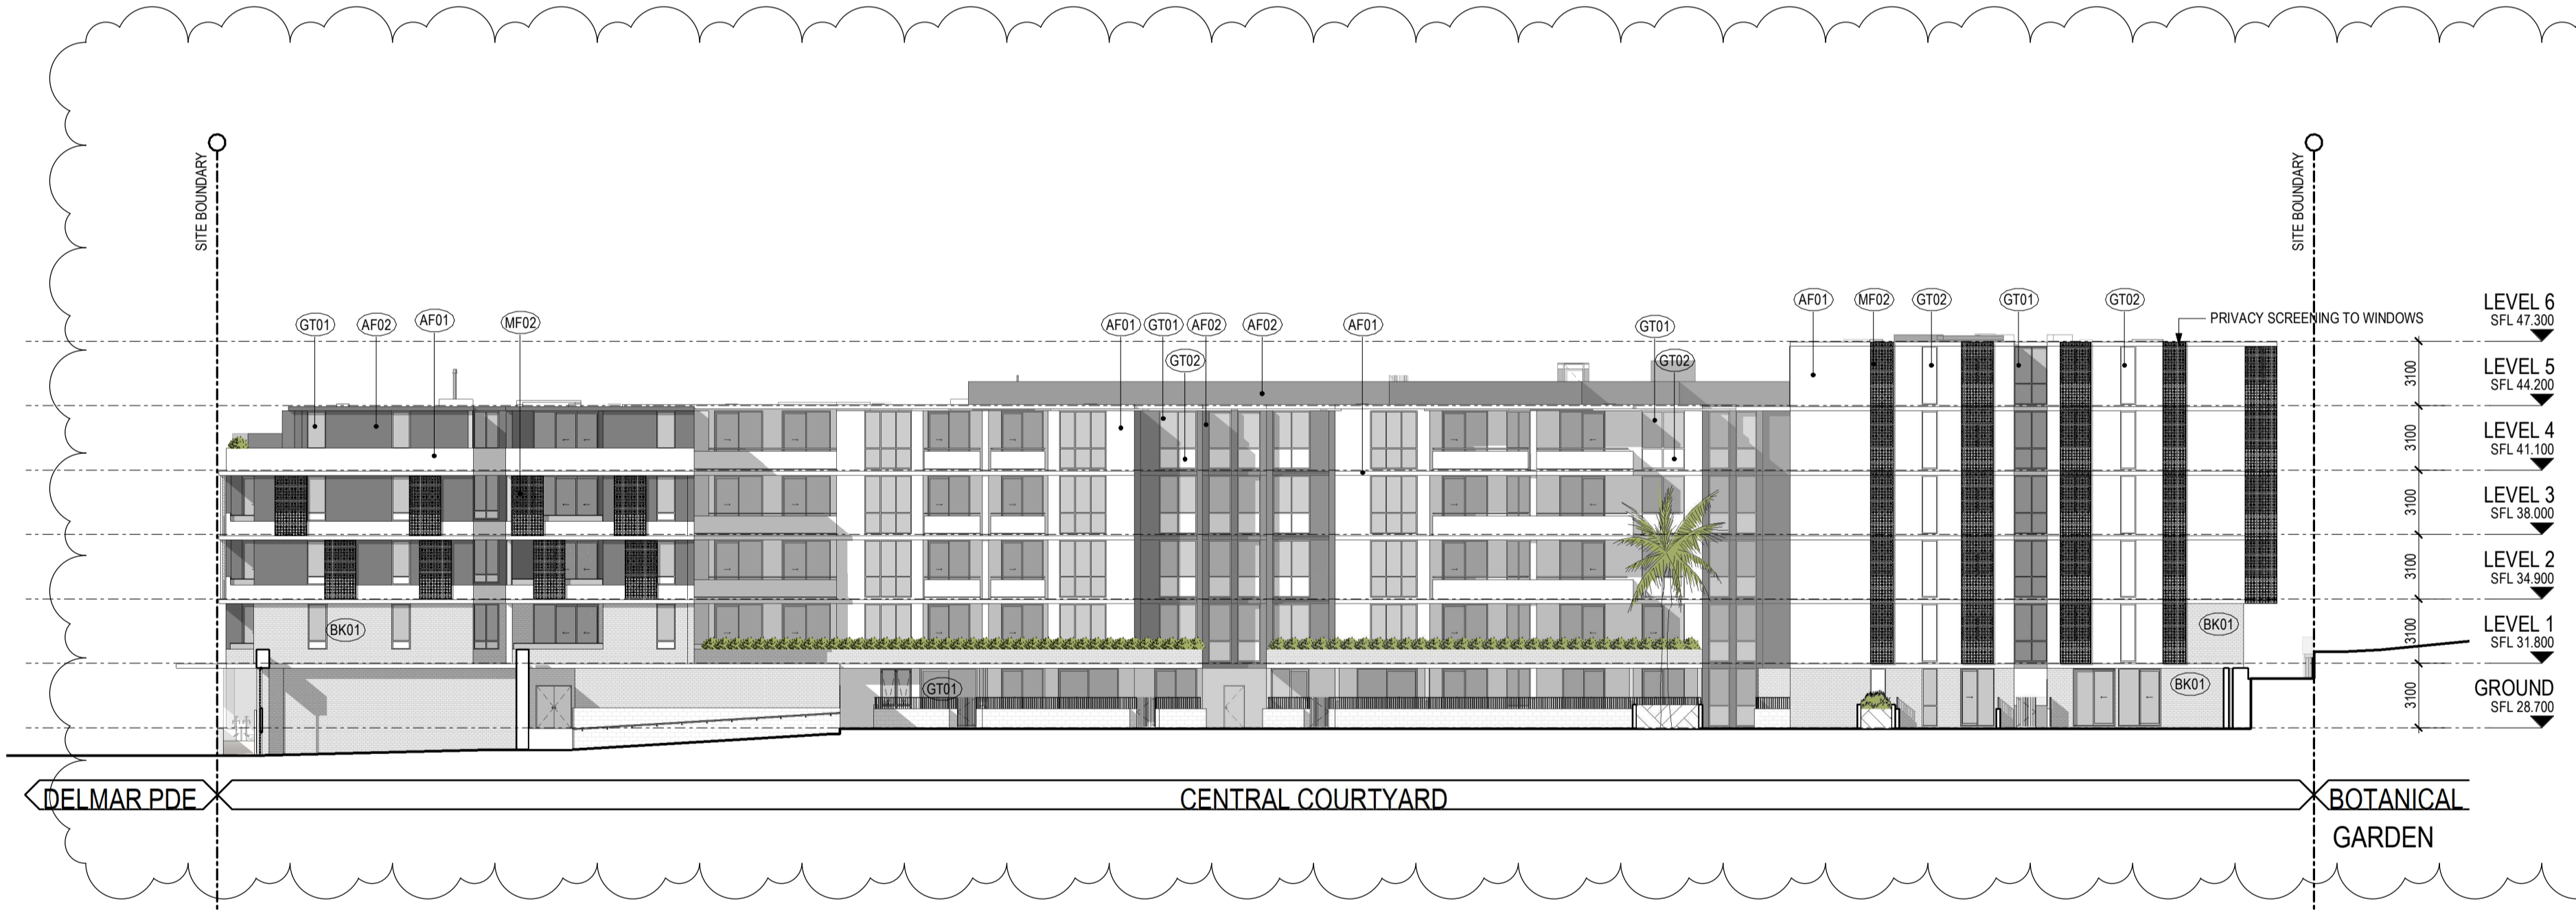 SITE BOUNDARY
SITE BOUNDARY
AF01
MF02
GT02
GT01
GT02
PRIVACY SCREENING TO WINDOWS
GT01
AF02
AF01
MF02
AF01
GT01
AF02
AF02
AF01
GT01
GT02
GT02
LEVEL 6
SFL 47.300
3100
LEVEL 5
SFL 44.200
3100
LEVEL 4
SFL 41.100
3100
LEVEL 3
SFL 38.000
3100
LEVEL 2
SFL 34.900
BK01
BK01
3100
LEVEL 1
SFL 31.800
GT01
BK01
3100
GROUND
SFL 28.700
DELMAR PDE
CENTRAL COURTYARD
BOTANICAL
GARDEN